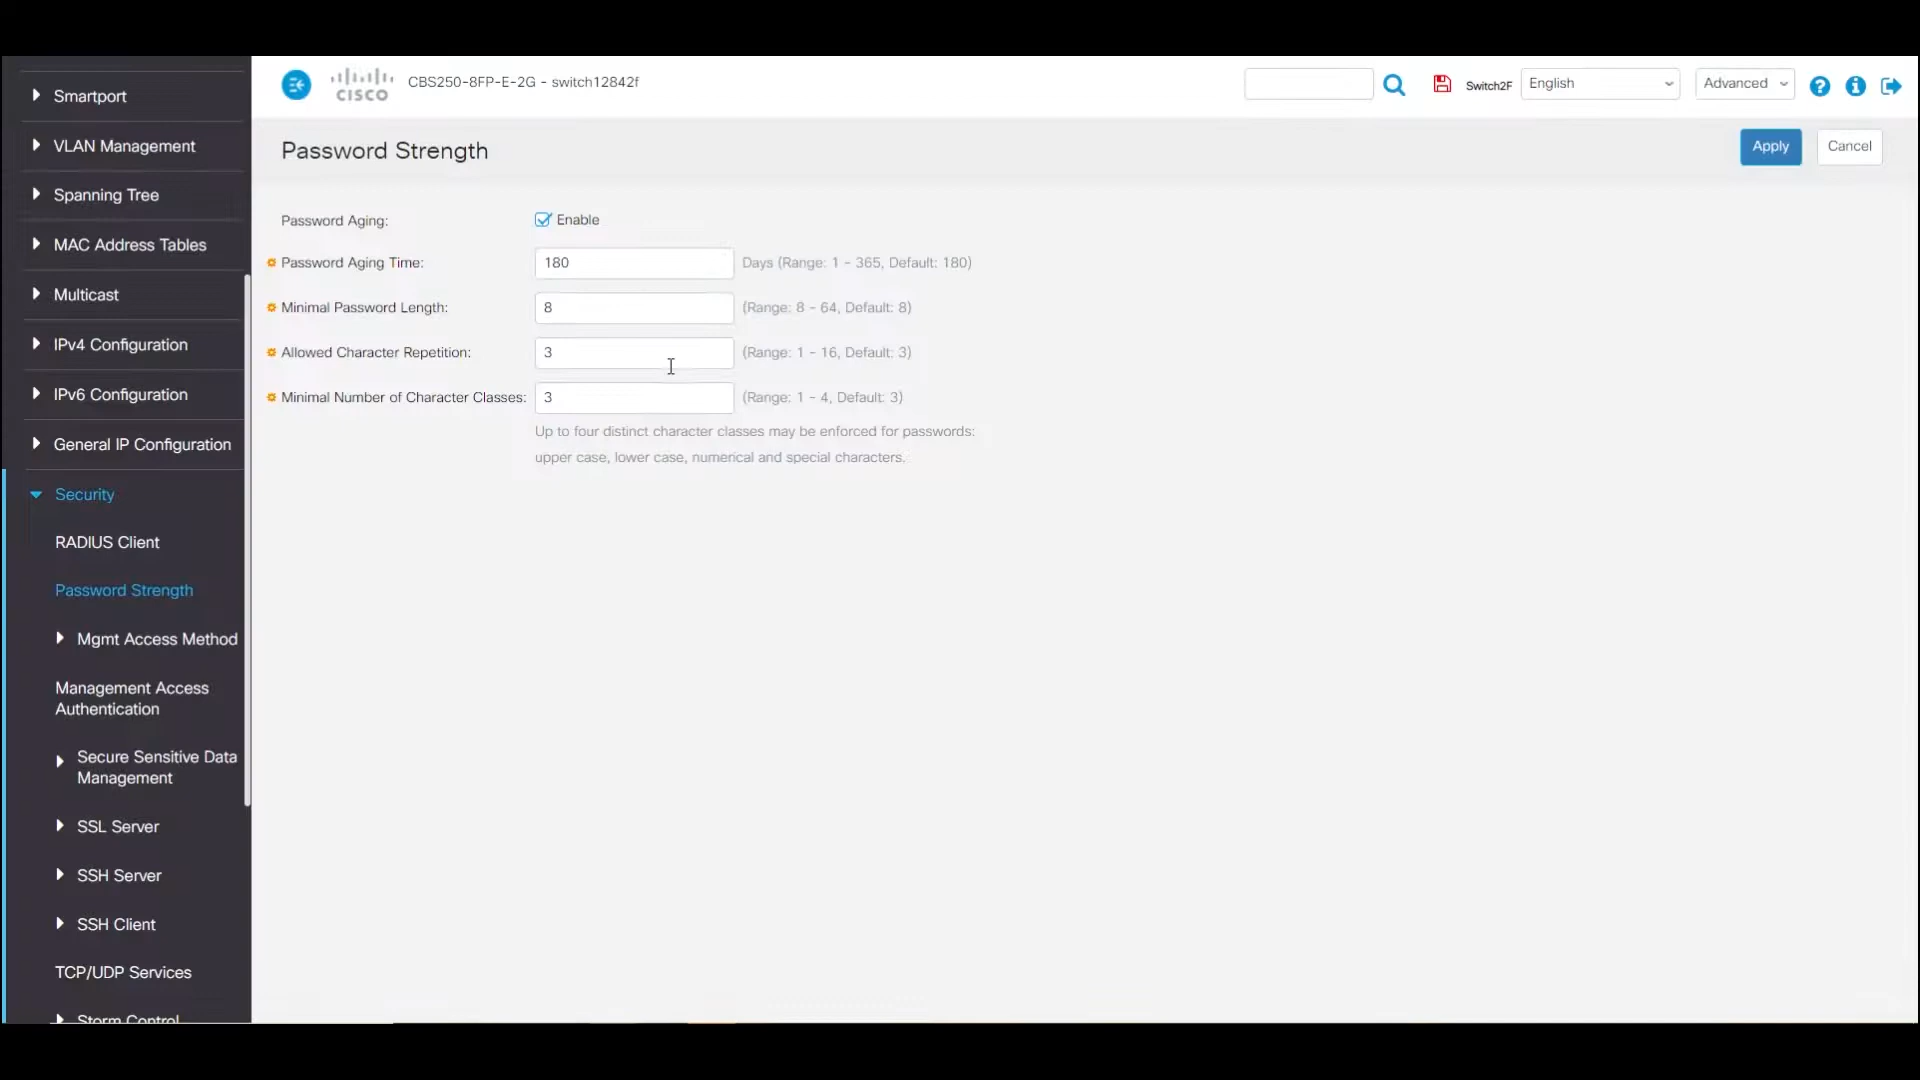 Smartport
VLAN Management
Spanning Tree
MAC Address Tables
Multicast
IPv4 Configuration
IPv6 Configuration
General IP Configuration
Security
RADIUS Client
Password Strength
Mgmt Access Method
Management Access
Authentication
Secure Sensitive Data
Management
SSL Server
SSH Server
SSH Client
TCP/UDP Services
Storm Control
CISCO
CBS250-8FP-E-2G - switch12842f
Switch2F
English
Advanced
Password Strength
Apply
Cancel
Password Aging:
Enable
Password Aging Time:
180
Days (Range: 1 - 365, Default: 180)
Minimal Password Length:
8
(Range: 8 - 64, Default: 8)
Allowed Character Repetition:
3
(Range: 1 - 16, Default: 3)
Minimal Number of Character Classes:
3
(Range: 1 - 4, Default: 3)
Up to four distinct character classes may be enforced for passwords:
upper case, lower case, numerical and special characters.